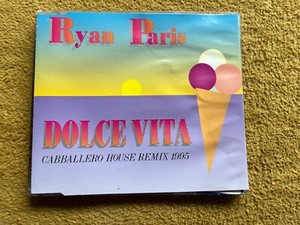 Ryan Paris
DOLCE VITA
CABBALLERO HOUSE REMIX 1995